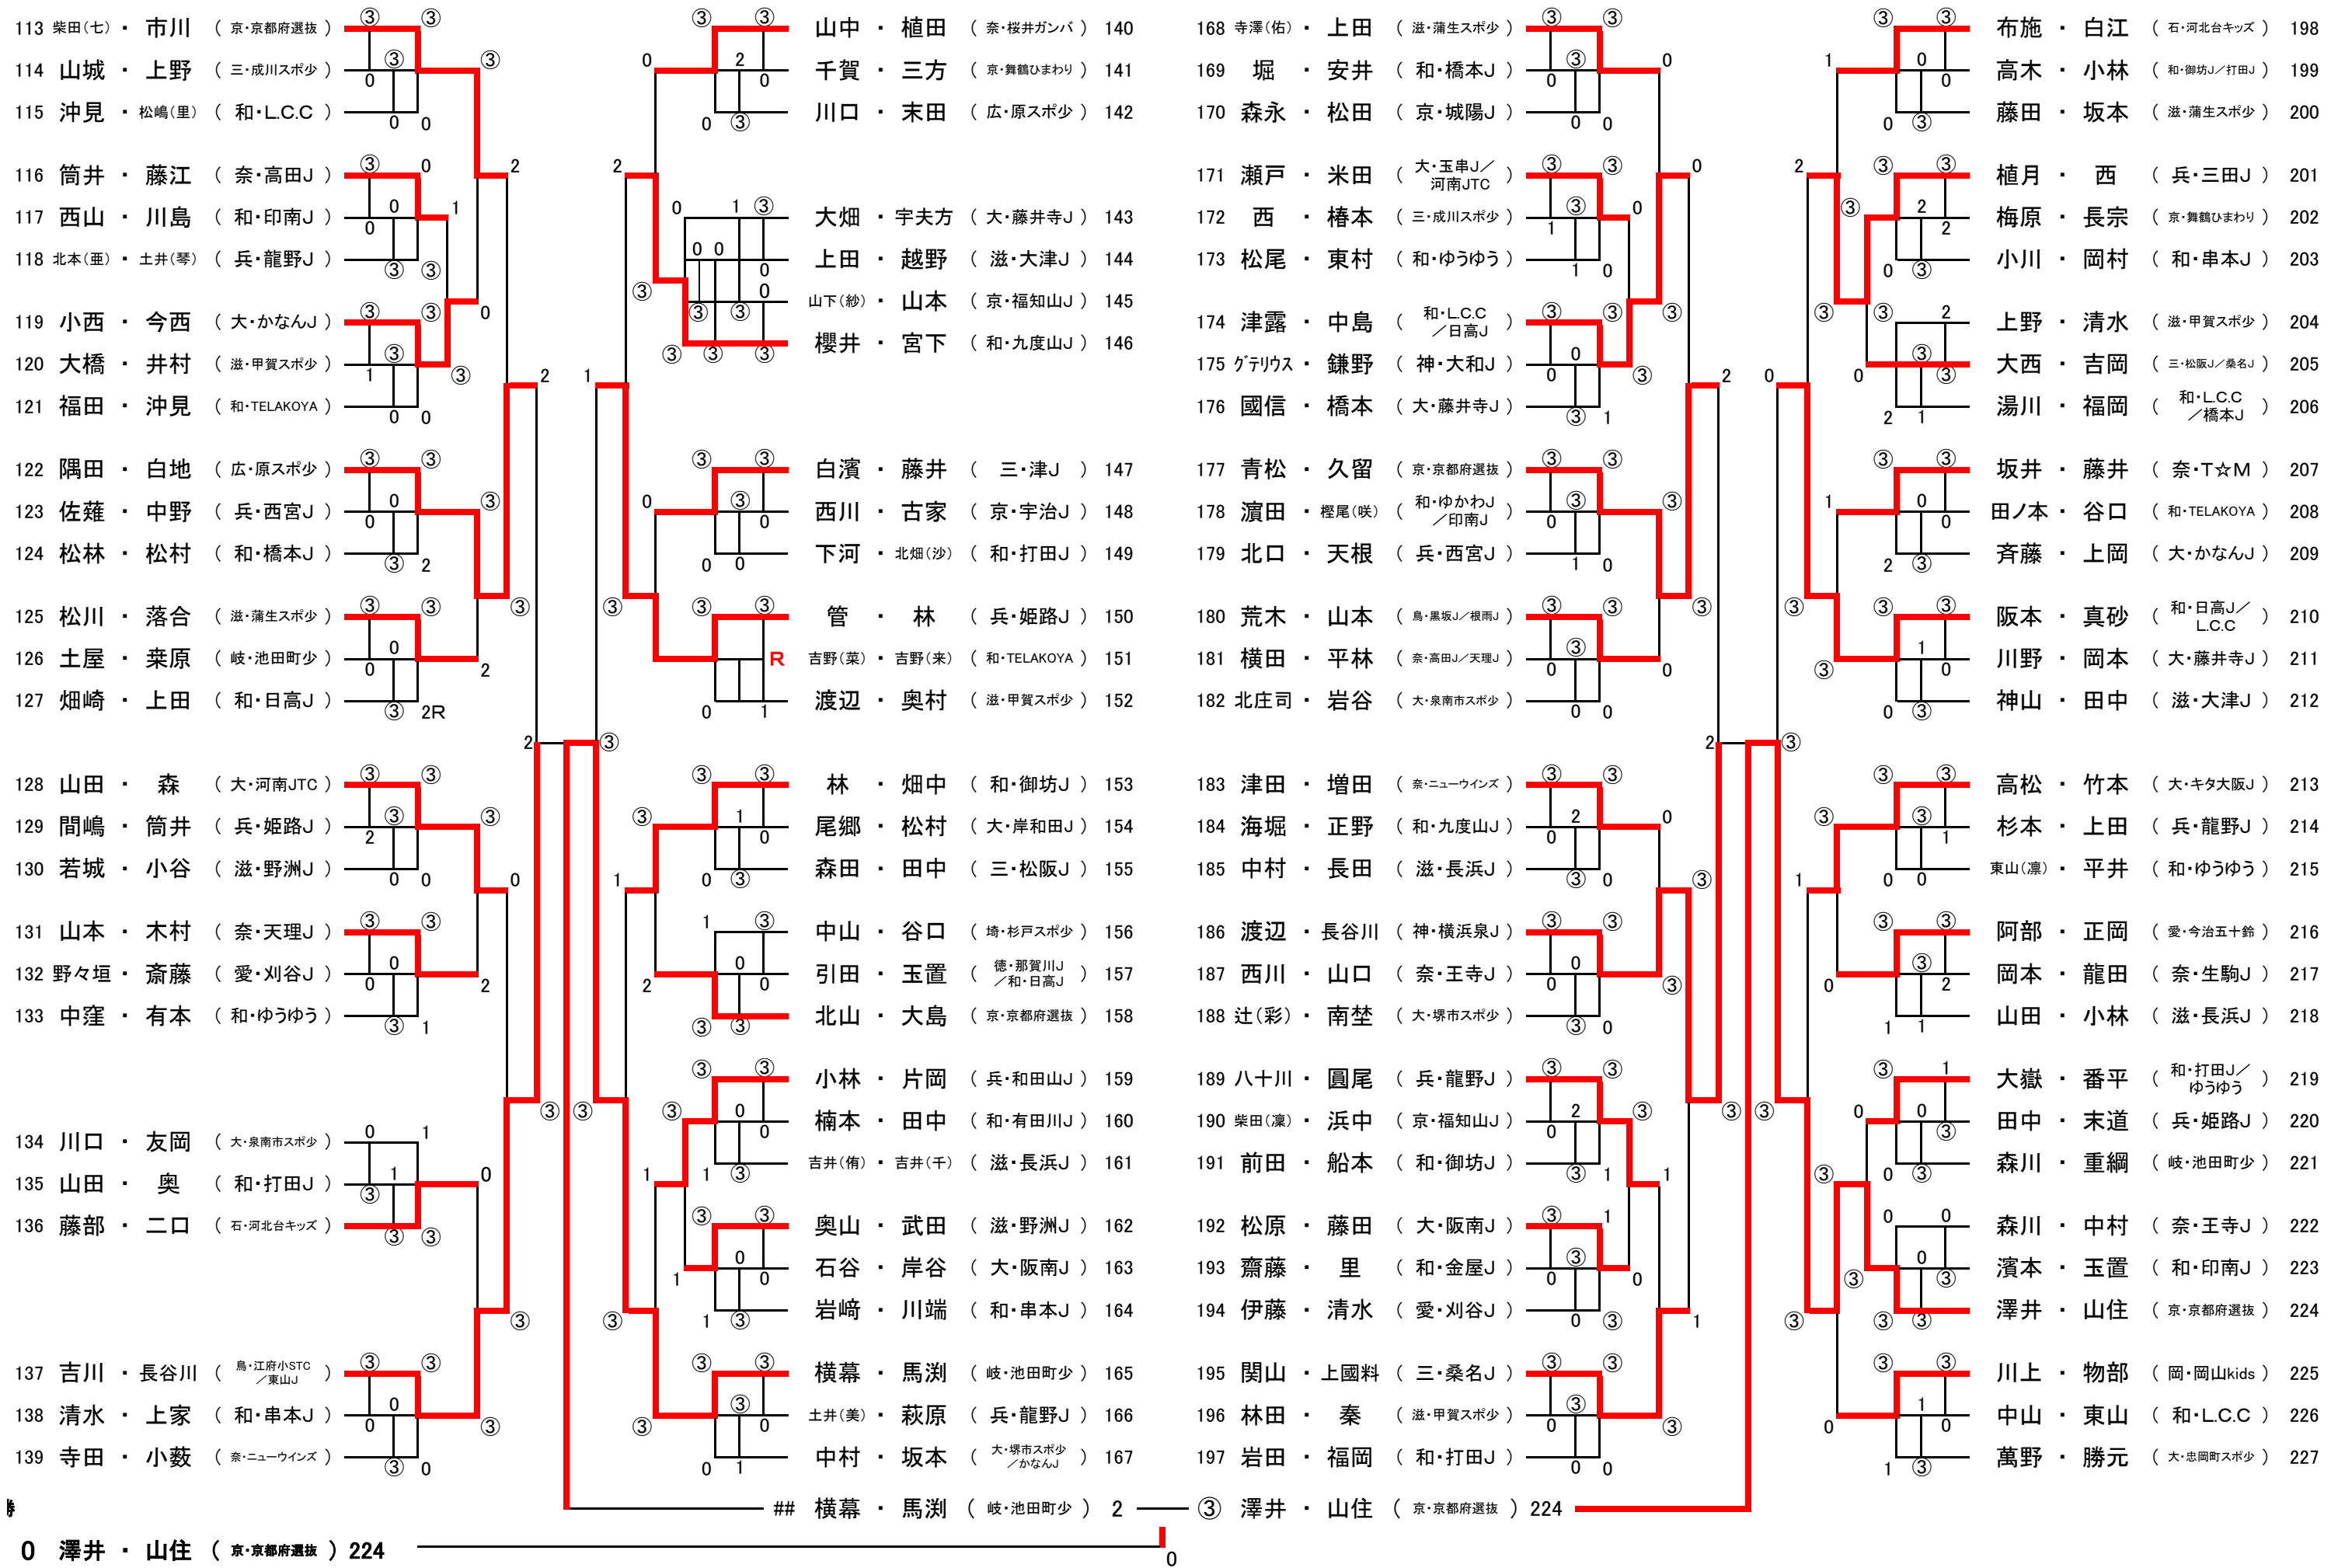 113 柴田(七) ・ 市川 ( 京・京都府選抜 )
114 山城 ・ 上野 ( 三・成川スポ少 )
115 沖見 ・ 松嶋(里) ( 和・L.C.C )
116 筒井 ・ 藤江 ( 奈・高田J )
117 西山 ・ 川島 ( 和・印南J )
118 北本(亜) ・ 土井(琴) ( 兵・龍野J )
119 小西 ・ 今西 ( 大・かなんJ )
120 大橋 ・ 井村 ( 滋・甲賀スポ少 )
121 福田 ・ 沖見 ( 和・TELAKOYA )
122 隅田 ・ 白地 ( 広・原スポ少 )
123 佐薙 ・ 中野 ( 兵・西宮J )
124 松林 ・ 松村 ( 和・橋本J )
125 松川 ・ 落合 ( 滋・蒲生スポ少 )
126 土屋 ・ 桒原 ( 岐・池田町少 )
127 畑崎 ・ 上田 ( 和・日高J )
2R
128 山田 ・ 森 ( 大・河南JTC )
129 間嶋 ・ 筒井 ( 兵・姫路J )
130 若城 ・ 小谷 ( 滋・野洲J )
131 山本 ・ 木村 ( 奈・天理J )
132 野々垣 ・ 斎藤 ( 愛・刈谷J )
133 中窪 ・ 有本 ( 和・ゆうゆう )
134 川口 ・ 友岡 ( 大・泉南市スポ少 )
135 山田 ・ 奥 ( 和・打田J )
136 藤部 ・ 二口 ( 石・河北台キッズ )
137 吉川 ・ 長谷川 ( 鳥・江府小STC／東山J )
138 清水 ・ 上家 ( 和・串本J )
139 寺田 ・ 小薮 ( 奈・ニューウインズ )
山中 ・ 植田 ( 奈・桜井ガンバ ) 140
千賀 ・ 三方 ( 京・舞鶴ひまわり ) 141
川口 ・ 末田 ( 広・原スポ少 ) 142
大畑 ・ 宇夫方 ( 大・藤井寺J ) 143
上田 ・ 越野 ( 滋・大津J ) 144
山下(紗) ・ 山本 ( 京・福知山J ) 145
櫻井 ・ 宮下 ( 和・九度山J ) 146
白濱 ・ 藤井 ( 三・津J ) 147
西川 ・ 古家 ( 京・宇治J ) 148
下河 ・ 北畑(沙) ( 和・打田J ) 149
管 ・ 林 ( 兵・姫路J ) 150
R 吉野(菜) ・ 吉野(来) ( 和・TELAKOYA ) 151
渡辺 ・ 奥村 ( 滋・甲賀スポ少 ) 152
林 ・ 畑中 ( 和・御坊J ) 153
尾郷 ・ 松村 ( 大・岸和田J ) 154
森田 ・ 田中 ( 三・松阪J ) 155
中山 ・ 谷口 ( 埼・杉戸スポ少 ) 156
引田 ・ 玉置 ( 徳・那賀川J／和・日高J ) 157
北山 ・ 大島 ( 京・京都府選抜 ) 158
小林 ・ 片岡 ( 兵・和田山J ) 159
楠本 ・ 田中 ( 和・有田川J ) 160
吉井(侑) ・ 吉井(千) ( 滋・長浜J ) 161
奥山 ・ 武田 ( 滋・野洲J ) 162
石谷 ・ 岸谷 ( 大・阪南J ) 163
岩﨑 ・ 川端 ( 和・串本J ) 164
横幕 ・ 馬渕 ( 岐・池田町少 ) 165
土井(美) ・ 萩原 ( 兵・龍野J ) 166
中村 ・ 坂本 ( 大・堺市スポ少／かなんJ ) 167
168 寺澤(佑) ・ 上田 ( 滋・蒲生スポ少 )
169 堀 ・ 安井 ( 和・橋本J )
170 森永 ・ 松田 ( 京・城陽J )
171 瀬戸 ・ 米田 ( 大・玉串J／河南JTC )
172 西 ・ 椿本 ( 三・成川スポ少 )
173 松尾 ・ 東村 ( 和・ゆうゆう )
174 津露 ・ 中島 ( 和・L.C.C／日高J )
175 グテリウス ・ 鎌野 ( 神・大和J )
176 國信 ・ 橋本 ( 大・藤井寺J )
177 青松 ・ 久留 ( 京・京都府選抜 )
178 濵田 ・ 樫尾(咲) ( 和・ゆかわJ／印南J )
179 北口 ・ 天根 ( 兵・西宮J )
180 荒木 ・ 山本 ( 鳥・黒坂J／根雨J )
181 横田 ・ 平林 ( 奈・高田J／天理J )
182 北庄司 ・ 岩谷 ( 大・泉南市スポ少 )
183 津田 ・ 増田 ( 奈・ニューウインズ )
184 海堀 ・ 正野 ( 和・九度山J )
185 中村 ・ 長田 ( 滋・長浜J )
186 渡辺 ・ 長谷川 ( 神・横浜泉J )
187 西川 ・ 山口 ( 奈・王寺J )
188 辻(彩) ・ 南埜 ( 大・堺市スポ少 )
189 八十川 ・ 圓尾 ( 兵・龍野J )
190 柴田(凜) ・ 浜中 ( 京・福知山J )
191 前田 ・ 船本 ( 和・御坊J )
192 松原 ・ 藤田 ( 大・阪南J )
193 齋藤 ・ 里 ( 和・金屋J )
194 伊藤 ・ 清水 ( 愛・刈谷J )
195 関山 ・ 上國料 ( 三・桑名J )
196 林田 ・ 秦 ( 滋・甲賀スポ少 )
197 岩田 ・ 福岡 ( 和・打田J )
布施 ・ 白江 ( 石・河北台キッズ ) 198
高木 ・ 小林 ( 和・御坊J／打田J ) 199
藤田 ・ 坂本 ( 滋・蒲生スポ少 ) 200
植月 ・ 西 ( 兵・三田J ) 201
梅原 ・ 長宗 ( 京・舞鶴ひまわり ) 202
小川 ・ 岡村 ( 和・串本J ) 203
上野 ・ 清水 ( 滋・甲賀スポ少 ) 204
大西 ・ 吉岡 ( 三・松阪J／桑名J ) 205
湯川 ・ 福岡 ( 和・L.C.C／橋本J ) 206
坂井 ・ 藤井 ( 奈・T☆M ) 207
田ノ本 ・ 谷口 ( 和・TELAKOYA ) 208
斉藤 ・ 上岡 ( 大・かなんJ ) 209
阪本 ・ 真砂 ( 和・日高J／L.C.C ) 210
川野 ・ 岡本 ( 大・藤井寺J ) 211
神山 ・ 田中 ( 滋・大津J ) 212
高松 ・ 竹本 ( 大・キタ大阪J ) 213
杉本 ・ 上田 ( 兵・龍野J ) 214
東山(凛) ・ 平井 ( 和・ゆうゆう ) 215
阿部 ・ 正岡 ( 愛・今治五十鈴 ) 216
岡本 ・ 龍田 ( 奈・生駒J ) 217
山田 ・ 小林 ( 滋・長浜J ) 218
大嶽 ・ 番平 ( 和・打田J／ゆうゆう ) 219
田中 ・ 末道 ( 兵・姫路J ) 220
森川 ・ 重綱 ( 岐・池田町少 ) 221
森川 ・ 中村 ( 奈・王寺J ) 222
濱本 ・ 玉置 ( 和・印南J ) 223
澤井 ・ 山住 ( 京・京都府選抜 ) 224
川上 ・ 物部 ( 岡・岡山kids ) 225
中山 ・ 東山 ( 和・L.C.C ) 226
萬野 ・ 勝元 ( 大・忠岡町スポ少 ) 227
## 横幕 ・ 馬渕 ( 岐・池田町少 ) 2 ③ 澤井 ・ 山住 ( 京・京都府選抜 ) 224
0 澤井 ・ 山住 ( 京・京都府選抜 ) 224
0